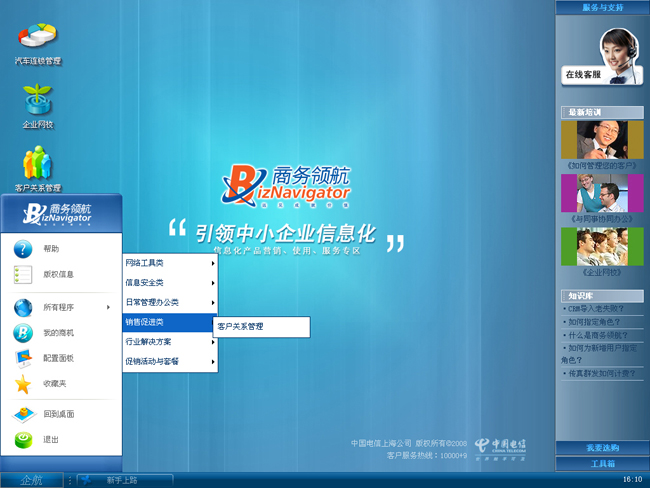 汽车连锁管理
企业网校
客户关系管理
商务领航
BizNavigator
帮助
版权信息
所有程序
我的商机
配置面板
收藏夹
回到桌面
退出
网络工具类
信息安全类
日常管理办公类
销售促进类
行业解决方案
促销活动与套餐
客户关系管理
商务领航
BizNavigator
“引领中小企业信息化”
信息化产品营销、使用、服务专区
中国电信上海公司 版权所有©2008
客户服务热线：10000+9
中国电信
CHINA TELECOM
服务与支持
在线客服
最新培训
《如何管理您的客户》
《与同事协同办公》
《企业网校》
知识库
·CRM导入老失败？
·如何指定角色？
·什么是商务领航？
·如何为新增用户指定
角色？
·传真群发如何计费？
我要选购
工具箱
企航
新手上路
16:10